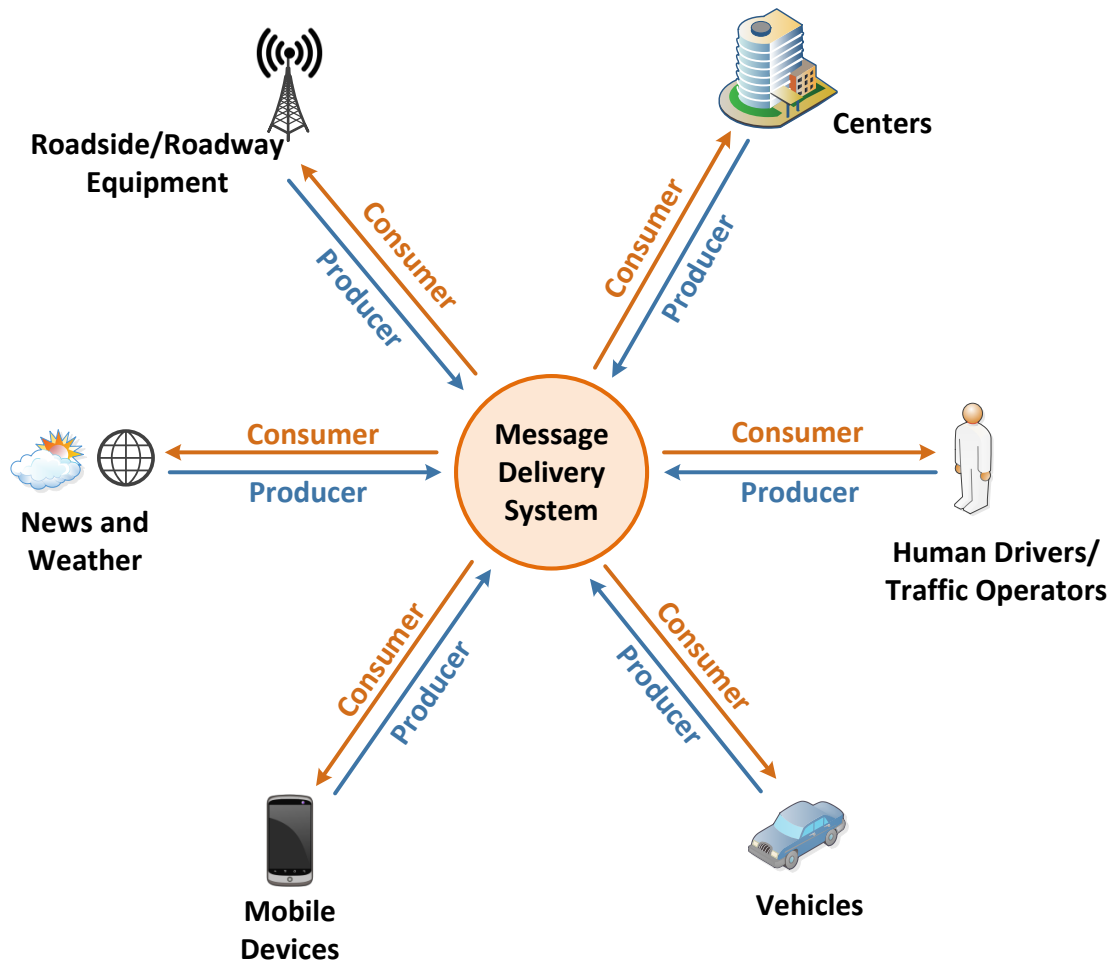 Roadside/Roadway
Equipment
Centers
Consumer
Producer
Consumer
Producer
Message
Delivery
System
Consumer
Producer
News and
Weather
Consumer
Producer
Human Drivers/
Traffic Operators
Consumer
Producer
Mobile
Devices
Consumer
Producer
Vehicles